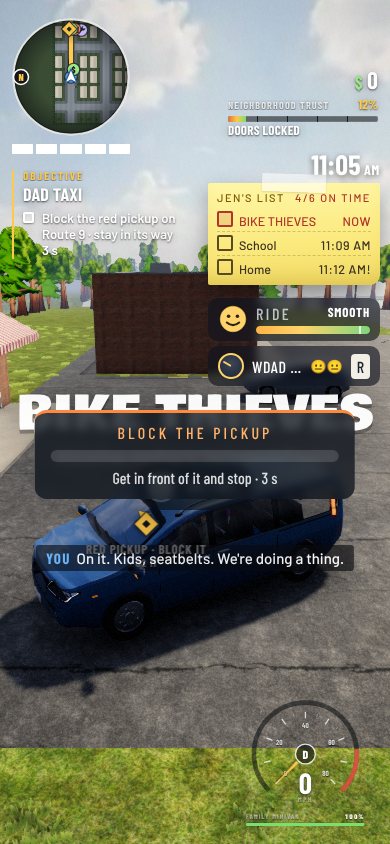 N
$ 0
NEIGHBORHOOD TRUST 12%
DOORS LOCKED
11:05 AM
OBJECTIVE
DAD TAXI
Block the red pickup on
Route 9 · stay in its way
3 s
JEN'S LIST 4/6 ON TIME
BIKE THIEVES NOW
School 11:09 AM
Home 11:12 AM!
RIDE SMOOTH
WDAD ... R
BIKE THIEVES
BLOCK THE PICKUP
Get in front of it and stop · 3 s
RED PICKUP · BLOCK IT
YOU On it. Kids, seatbelts. We're doing a thing.
20 40 60 80
D
0
MPH
FAMILY MINIVAN 100%